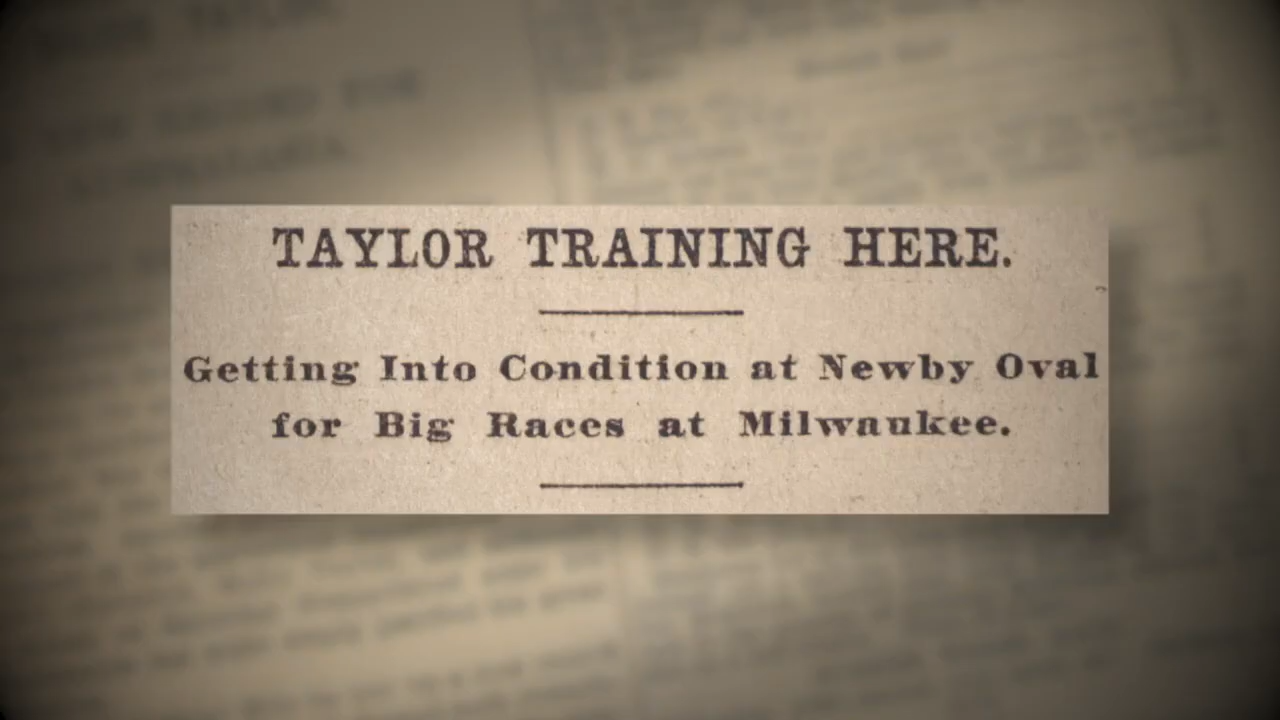 TAYLOR TRAINING HERE.
Getting Into Condition at Newby Oval
for Big Races at Milwaukee.